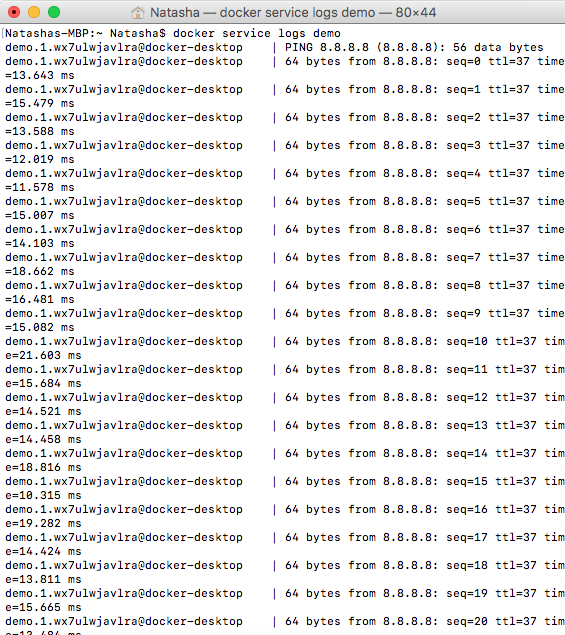 Natasha — docker service logs demo — 80×44
[Natashas-MBP:~ Natasha$ docker service logs demo
demo.1.wx7ulwjavlra@docker-desktop    | PING 8.8.8.8 (8.8.8.8): 56 data bytes
demo.1.wx7ulwjavlra@docker-desktop    | 64 bytes from 8.8.8.8: seq=0 ttl=37 time
=13.643 ms
demo.1.wx7ulwjavlra@docker-desktop    | 64 bytes from 8.8.8.8: seq=1 ttl=37 time
=15.479 ms
demo.1.wx7ulwjavlra@docker-desktop    | 64 bytes from 8.8.8.8: seq=2 ttl=37 time
=13.588 ms
demo.1.wx7ulwjavlra@docker-desktop    | 64 bytes from 8.8.8.8: seq=3 ttl=37 time
=12.019 ms
demo.1.wx7ulwjavlra@docker-desktop    | 64 bytes from 8.8.8.8: seq=4 ttl=37 time
=11.578 ms
demo.1.wx7ulwjavlra@docker-desktop    | 64 bytes from 8.8.8.8: seq=5 ttl=37 time
=15.007 ms
demo.1.wx7ulwjavlra@docker-desktop    | 64 bytes from 8.8.8.8: seq=6 ttl=37 time
=14.103 ms
demo.1.wx7ulwjavlra@docker-desktop    | 64 bytes from 8.8.8.8: seq=7 ttl=37 time
=18.662 ms
demo.1.wx7ulwjavlra@docker-desktop    | 64 bytes from 8.8.8.8: seq=8 ttl=37 time
=16.481 ms
demo.1.wx7ulwjavlra@docker-desktop    | 64 bytes from 8.8.8.8: seq=9 ttl=37 time
=15.082 ms
demo.1.wx7ulwjavlra@docker-desktop    | 64 bytes from 8.8.8.8: seq=10 ttl=37 tim
e=21.603 ms
demo.1.wx7ulwjavlra@docker-desktop    | 64 bytes from 8.8.8.8: seq=11 ttl=37 tim
e=15.684 ms
demo.1.wx7ulwjavlra@docker-desktop    | 64 bytes from 8.8.8.8: seq=12 ttl=37 tim
e=14.521 ms
demo.1.wx7ulwjavlra@docker-desktop    | 64 bytes from 8.8.8.8: seq=13 ttl=37 tim
e=14.458 ms
demo.1.wx7ulwjavlra@docker-desktop    | 64 bytes from 8.8.8.8: seq=14 ttl=37 tim
e=18.816 ms
demo.1.wx7ulwjavlra@docker-desktop    | 64 bytes from 8.8.8.8: seq=15 ttl=37 tim
e=10.315 ms
demo.1.wx7ulwjavlra@docker-desktop    | 64 bytes from 8.8.8.8: seq=16 ttl=37 tim
e=19.282 ms
demo.1.wx7ulwjavlra@docker-desktop    | 64 bytes from 8.8.8.8: seq=17 ttl=37 tim
e=14.424 ms
demo.1.wx7ulwjavlra@docker-desktop    | 64 bytes from 8.8.8.8: seq=18 ttl=37 tim
e=13.811 ms
demo.1.wx7ulwjavlra@docker-desktop    | 64 bytes from 8.8.8.8: seq=19 ttl=37 tim
e=15.665 ms
demo.1.wx7ulwjavlra@docker-desktop    | 64 bytes from 8.8.8.8: seq=20 ttl=37 tim